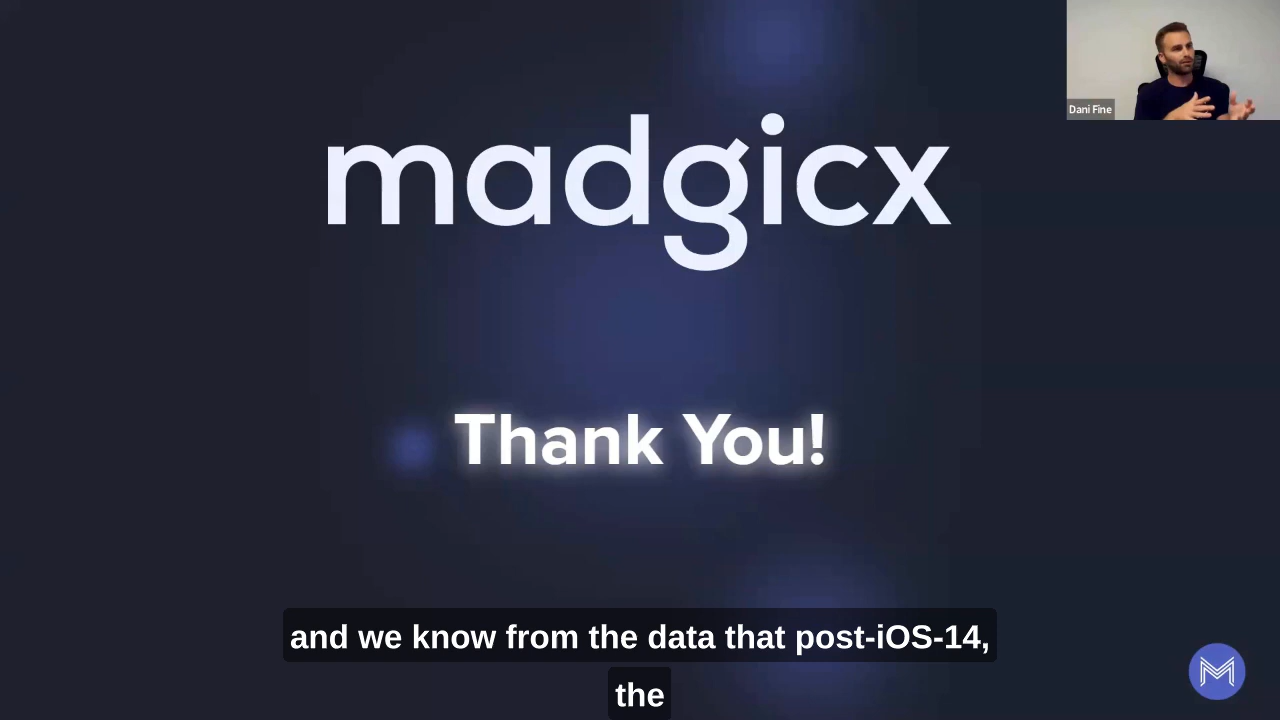 Dani Fine
madgicx
Thank You!
and we know from the data that post-iOS-14,
the
M